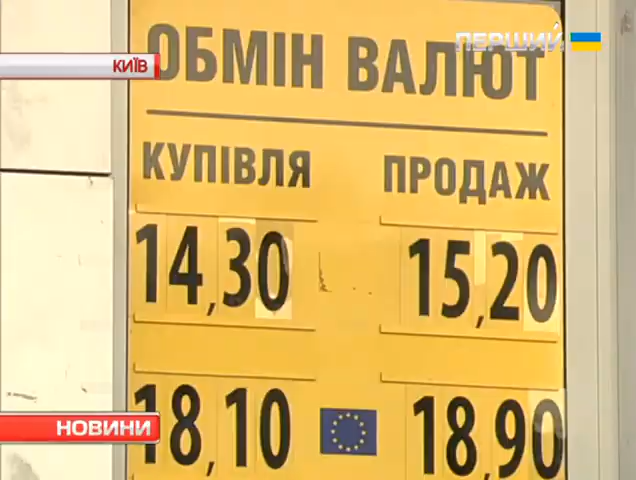 ПЕРШИЙ
КИЇВ
ОБМІН ВАЛЮТ
КУПІВЛЯ ПРОДАЖ
14,30 15,20
18,10 18,90
НОВИНИ